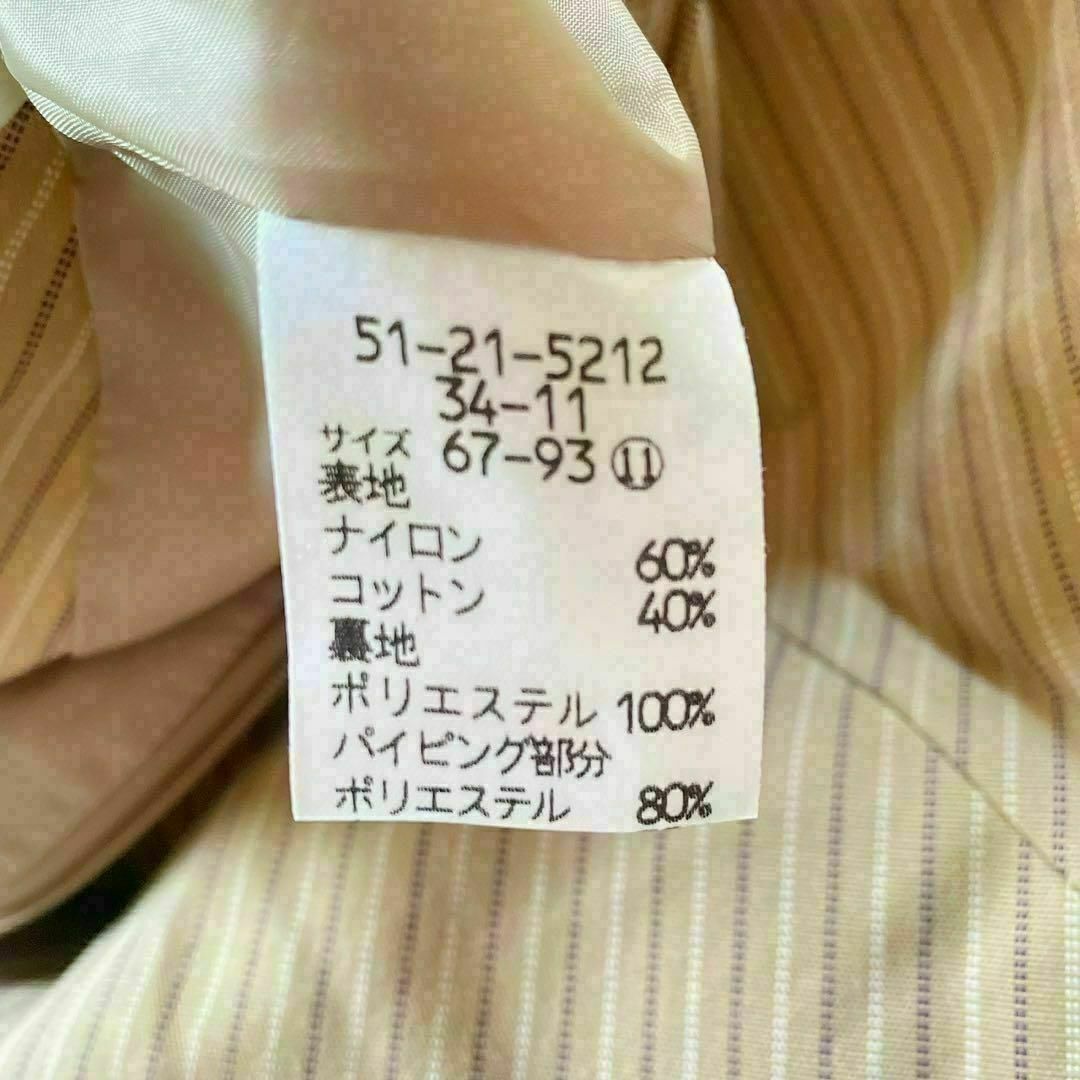 51-21-5212
34-11
サイズ 67-93 ⑪
表地
ナイロン 60%
コットン 40%
裏地
ポリエステル 100%
パイピング部分
ポリエステル 80%